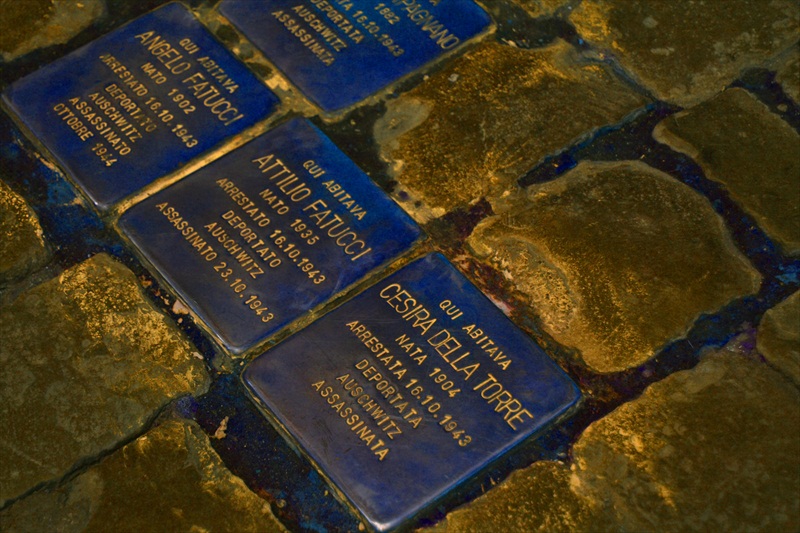 PAGNANO
1882
16.10.1943
DEPORTATA
AUSCHWITZ
ASSASSINATA
QUI ABITAVA
ANGELO FATUCCI
NATO 1902
ARRESTATO 16.10.1943
DEPORTATO
AUSCHWITZ
ASSASSINATO
OTTOBRE 1944
QUI ABITAVA
ATTILIO FATUCCI
NATO 1935
ARRESTATO 16.10.1943
DEPORTATO
AUSCHWITZ
ASSASSINATO 23.10.1943
QUI ABITAVA
CESIRA DELLA TORRE
NATA 1904
ARRESTATA 16.10.1943
DEPORTATA
AUSCHWITZ
ASSASSINATA